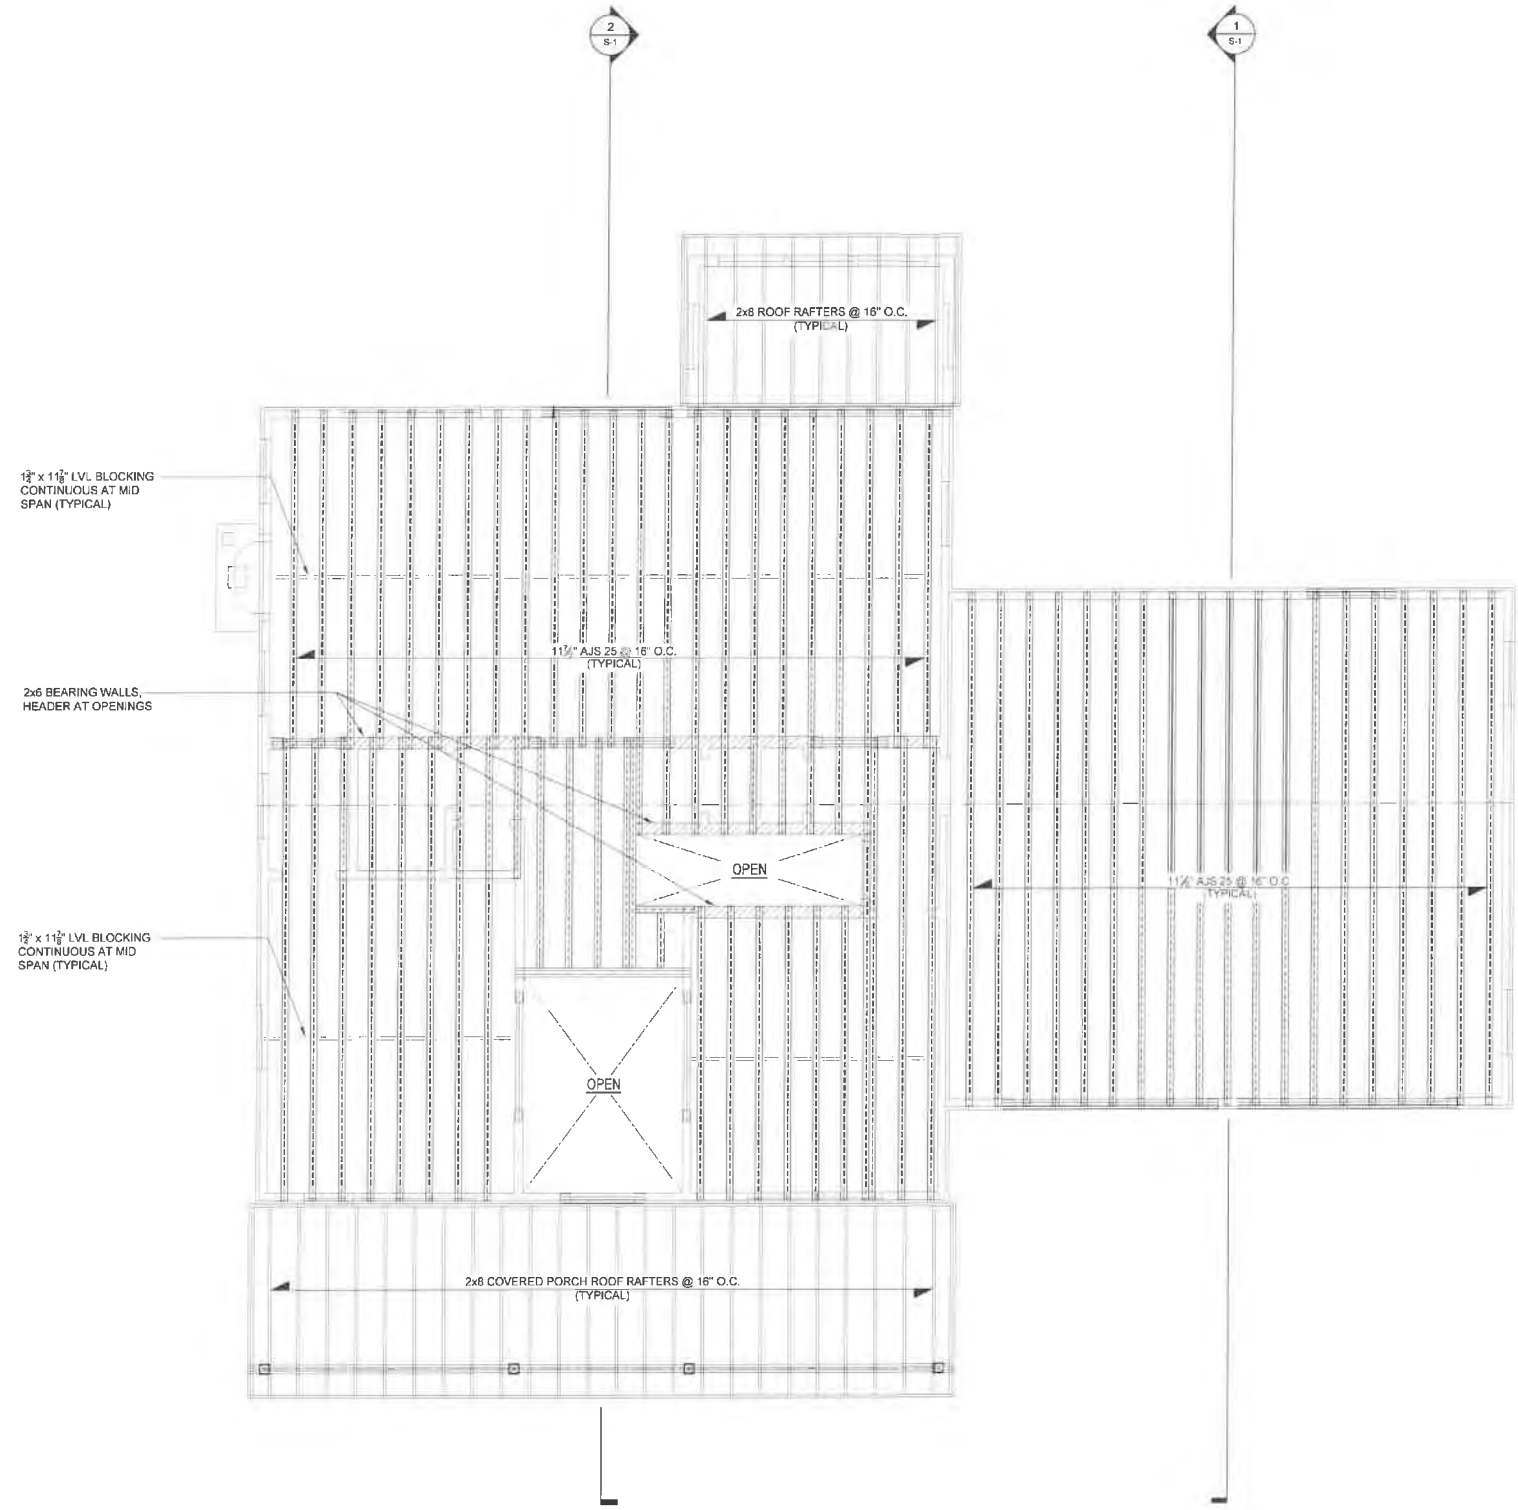 2
S-1
1
S-1
2x8 ROOF RAFTERS @ 16" O.C.
(TYPICAL)
1¾" x 11⅞" LVL BLOCKING
CONTINUOUS AT MID
SPAN (TYPICAL)
11⅞" AJS 25 @ 16" O.C.
(TYPICAL)
2x6 BEARING WALLS,
HEADER AT OPENINGS
OPEN
11⅞" AJS 25 @ 16" O.C
(TYPICAL)
1¾" x 11⅞" LVL BLOCKING
CONTINUOUS AT MID
SPAN (TYPICAL)
OPEN
2x8 COVERED PORCH ROOF RAFTERS @ 16" O.C.
(TYPICAL)